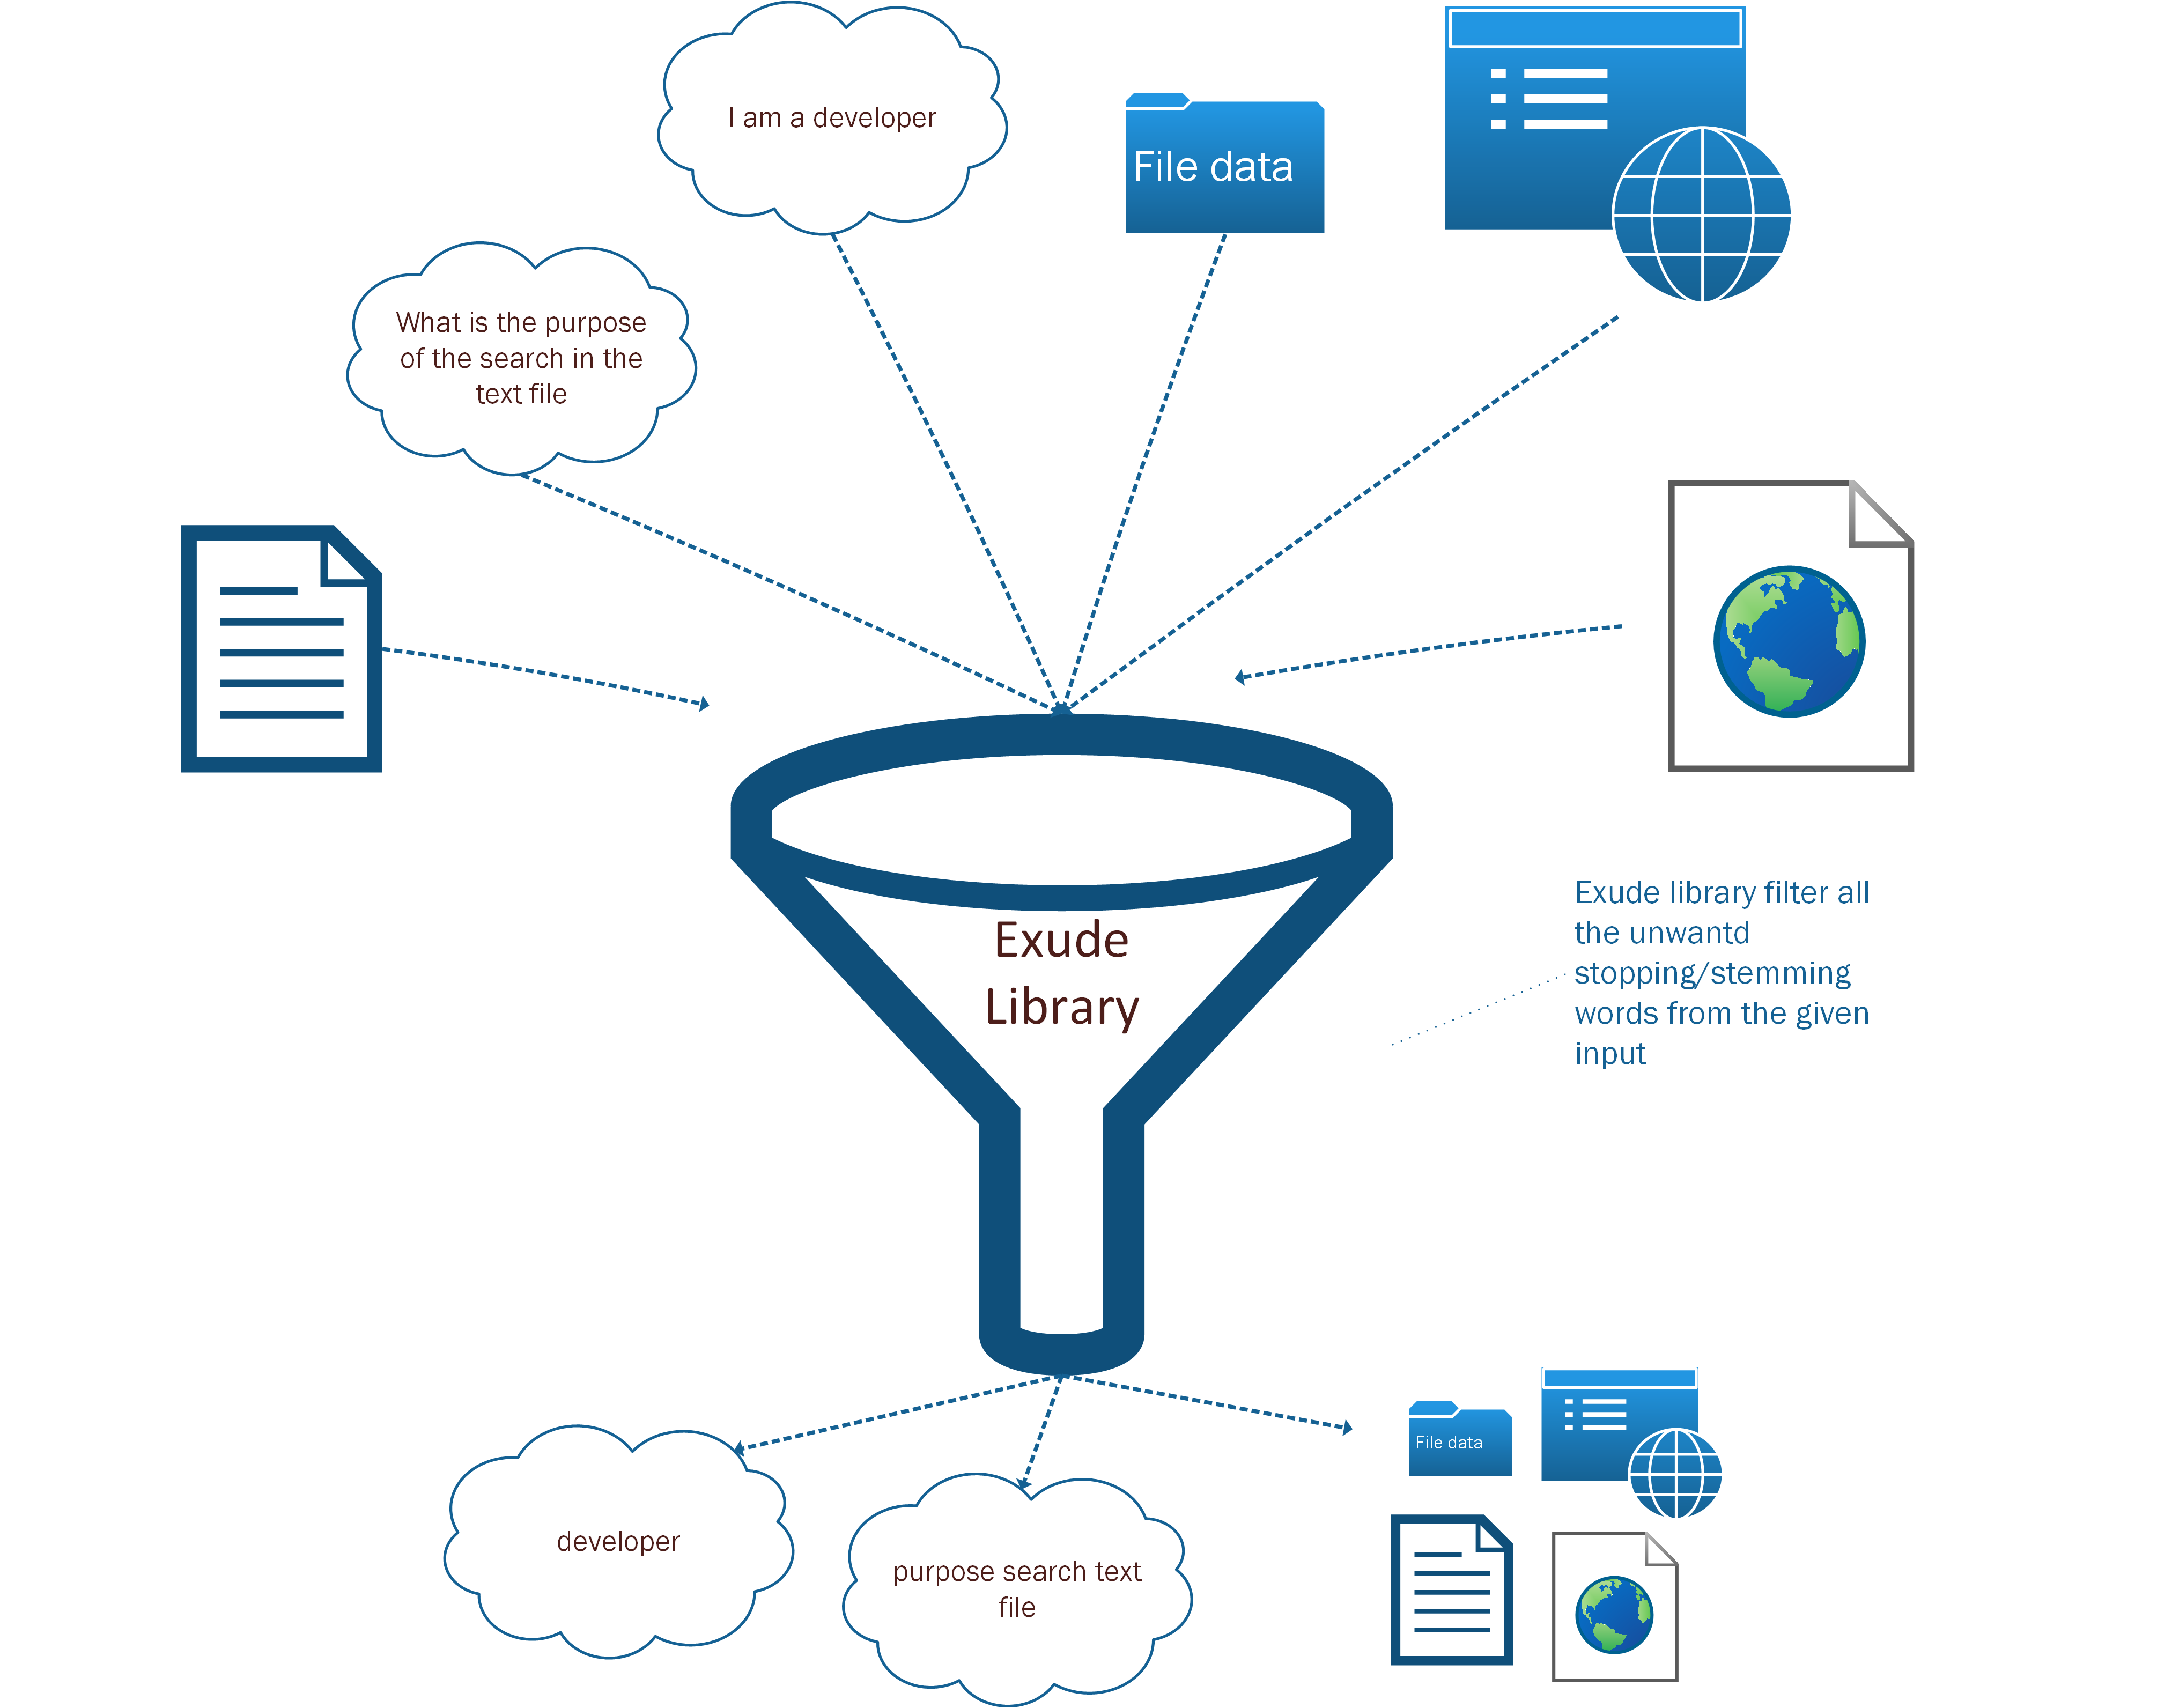 I am a developer
File data
What is the purpose
of the search in the
text file
Exude
Library
Exude library filter all
the unwantd
stopping/stemming
words from the given
input
File data
developer
purpose search text
file